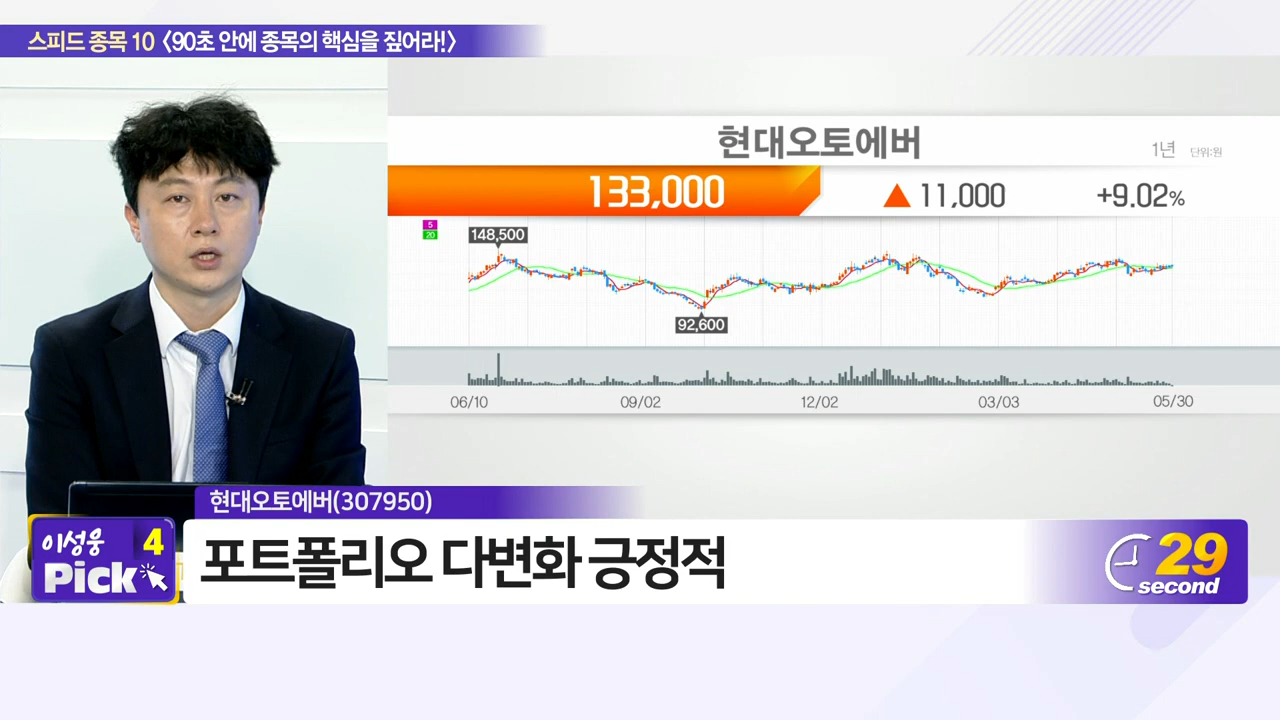 스피드 종목 10 〈90초 안에 종목의 핵심을 짚어라!〉
현대오토에버
1년 단위:원
133,000 ▲ 11,000 +9.02%
5
20
148,500
92,600
06/10 09/02 12/02 03/03 05/30
현대오토에버(307950)
이성웅 4
Pick
포트폴리오 다변화 긍정적
29
second